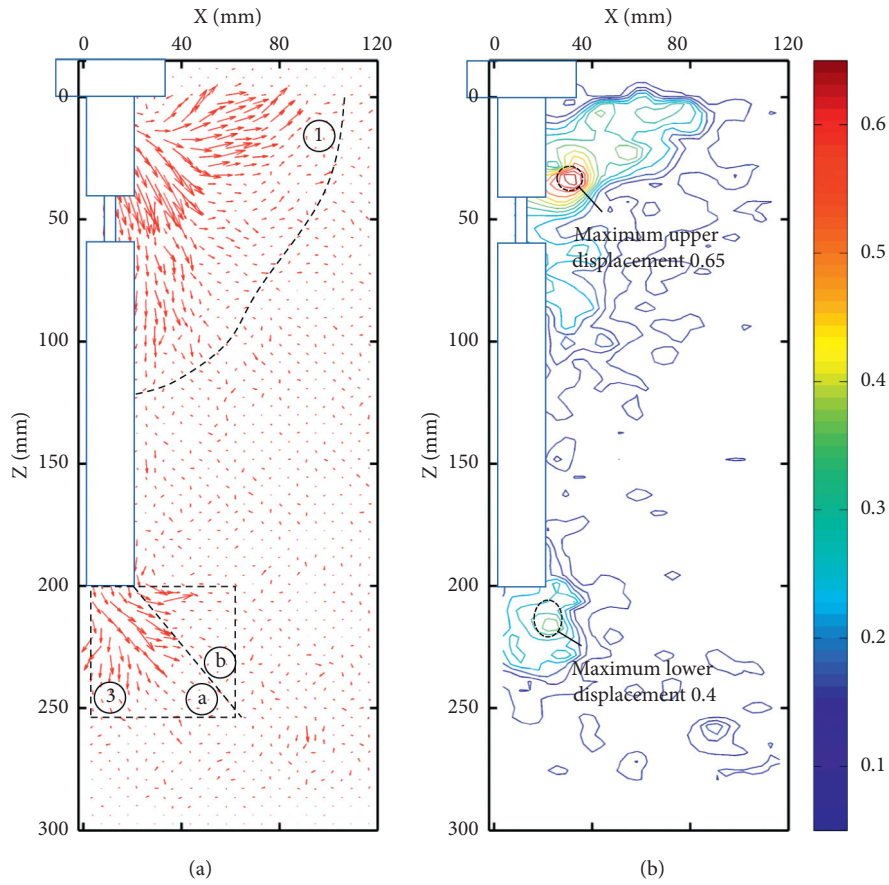 X (mm)
0 40 80 120
0
50
100
150
200
250
300
Z (mm)
1
3
a
b
(a)
X (mm)
0 40 80 120
0
50
100
150
200
250
300
Z (mm)
Maximum upper
displacement 0.65
Maximum lower
displacement 0.4
(b)
0.6
0.5
0.4
0.3
0.2
0.1